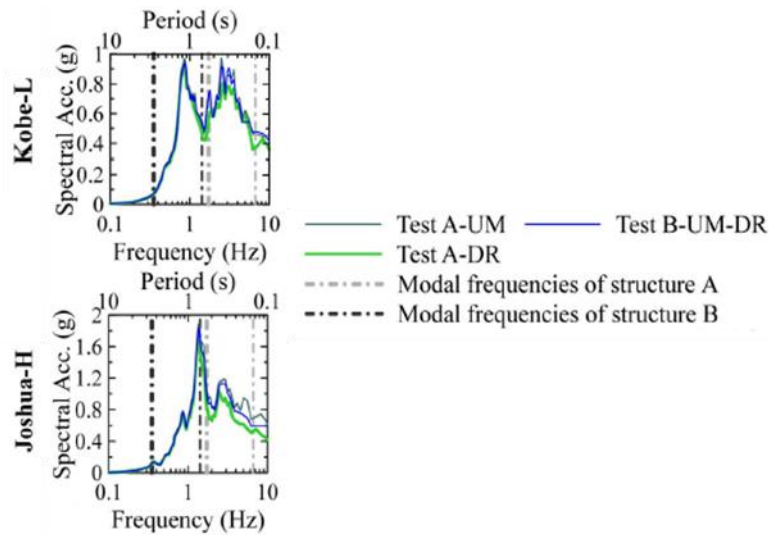 Period (s)
10 1 0.1
Kobe-L
Spectral Acc. (g)
1
0.8
0.6
0.4
0.2
0
0.1 1 10
Frequency (Hz)
Test A-UM
Test B-UM-DR
Test A-DR
Modal frequencies of structure A
Modal frequencies of structure B
Period (s)
10 1 0.1
Joshua-H
Spectral Acc. (g)
2
1.6
1.2
0.8
0.4
0
0.1 1 10
Frequency (Hz)